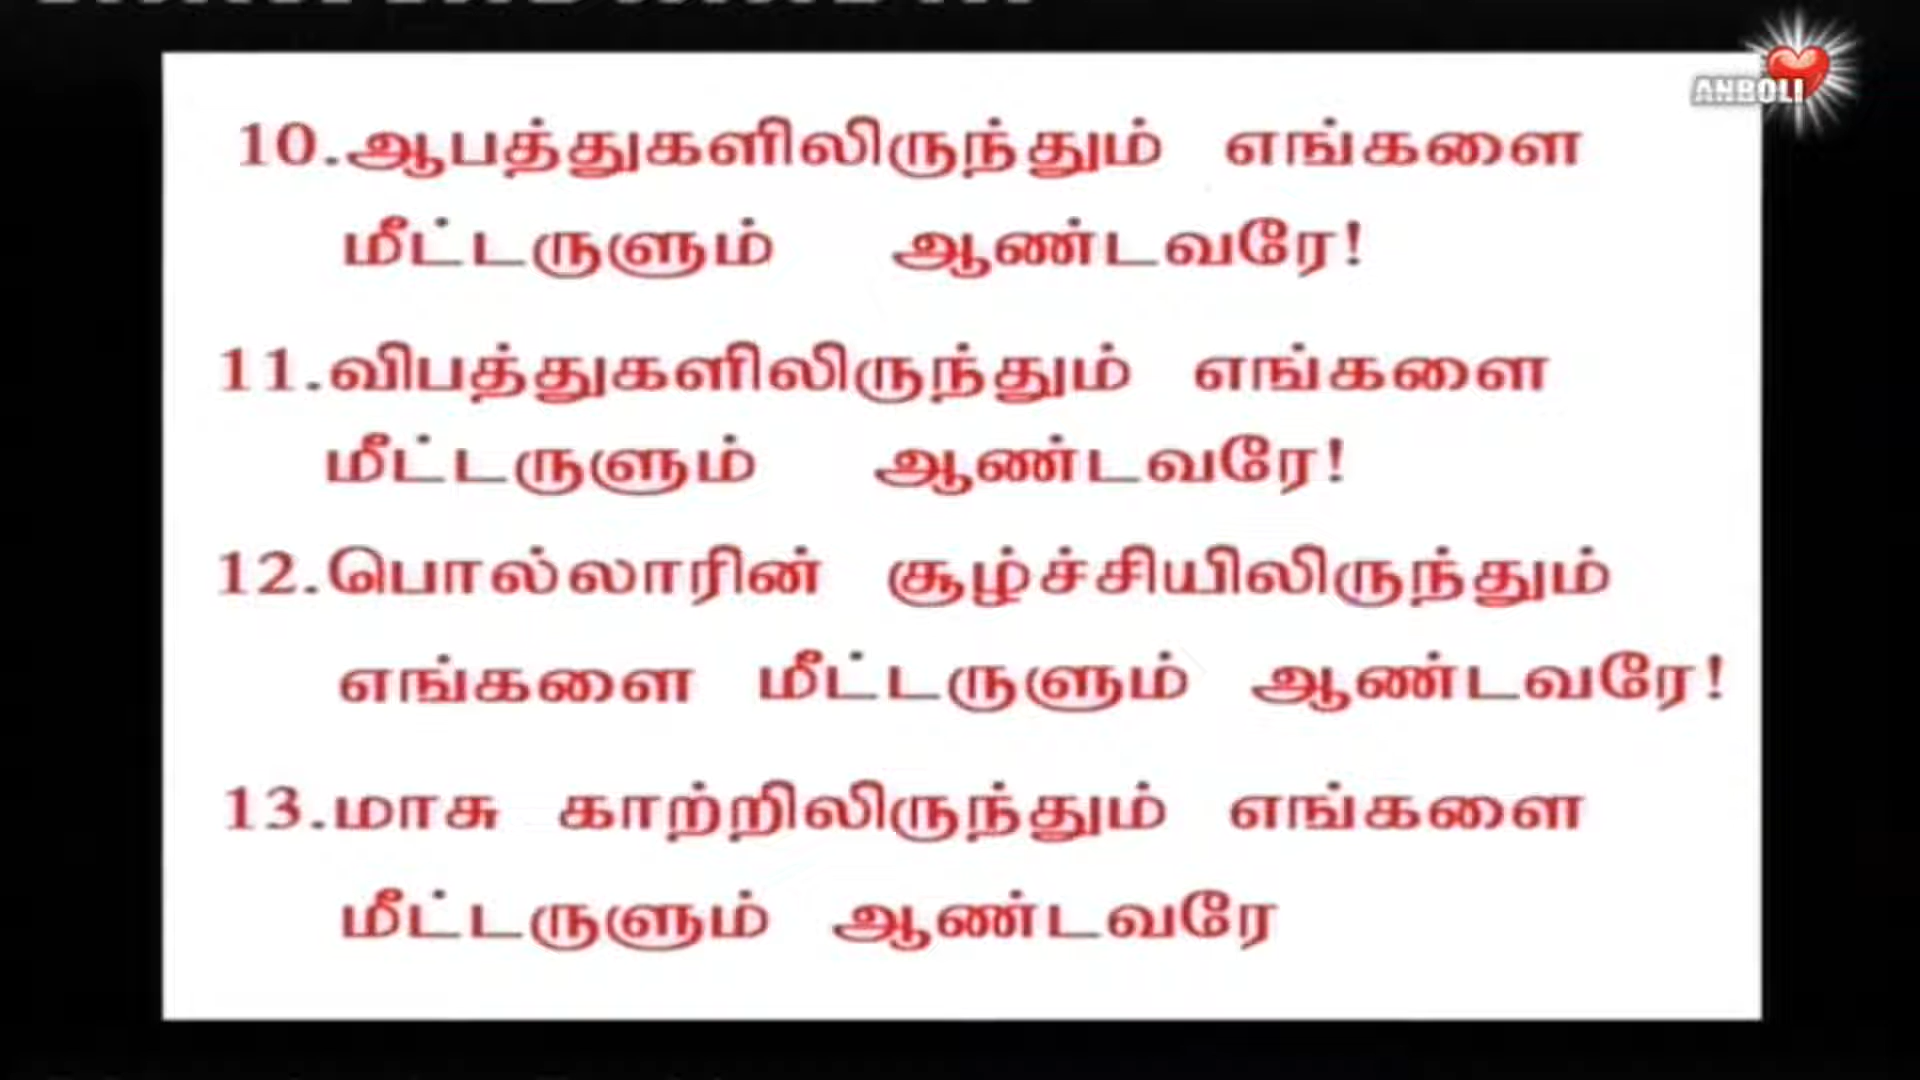 ANBOLI
10.ஆபத்துகளிலிருந்தும் எங்களை
மீட்டருளும் ஆண்டவரே!
11.விபத்துகளிலிருந்தும் எங்களை
மீட்டருளும் ஆண்டவரே!
12.பொல்லாரின் சூழ்ச்சியிலிருந்தும்
எங்களை மீட்டருளும் ஆண்டவரே!
13.மாசு காற்றிலிருந்தும் எங்களை
மீட்டருளும் ஆண்டவரே